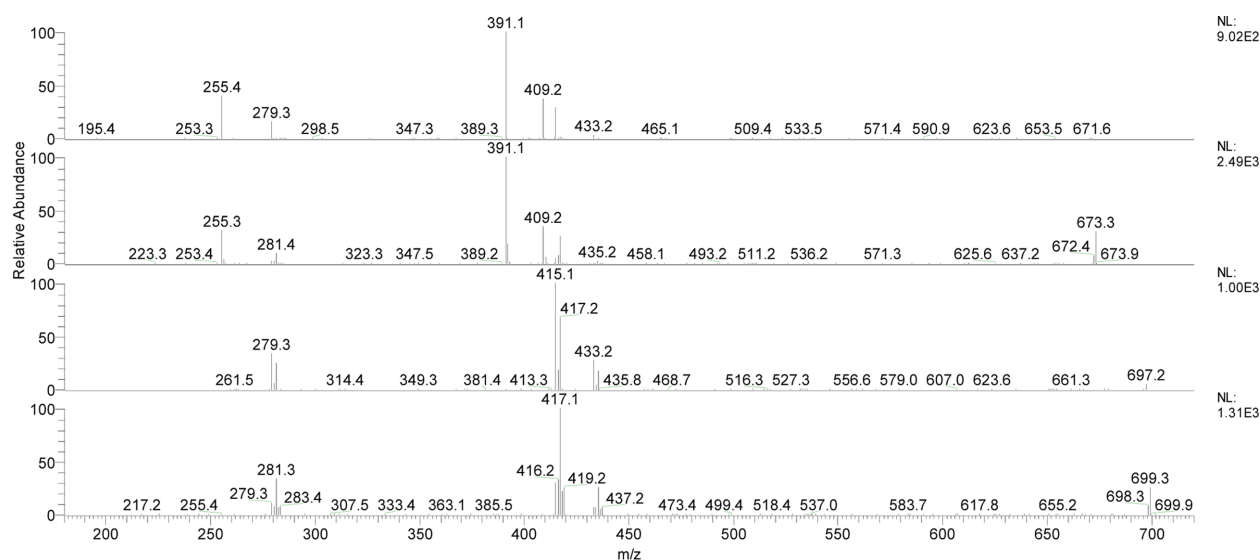 NL:
9.02E2
391.1
100
50
0
195.4 253.3 255.4 279.3 298.5 347.3 389.3 409.2 433.2 465.1 509.4 533.5 571.4 590.9 623.6 653.5 671.6
NL:
2.49E3
391.1
100
50
0
223.3 253.4 255.3 281.4 323.3 347.5 389.2 409.2 435.2 458.1 493.2 511.2 536.2 571.3 625.6 637.2 672.4 673.3 673.9
Relative Abundance
NL:
1.00E3
415.1
100
50
0
261.5 279.3 314.4 349.3 381.4 413.3 417.2 433.2 435.8 468.7 516.3 527.3 556.6 579.0 607.0 623.6 661.3 697.2
NL:
1.31E3
417.1
100
50
0
217.2 255.4 279.3 281.3 283.4 307.5 333.4 363.1 385.5 416.2 419.2 437.2 473.4 499.4 518.4 537.0 583.7 617.8 655.2 698.3 699.3 699.9
200 250 300 350 400 450 500 550 600 650 700
m/z